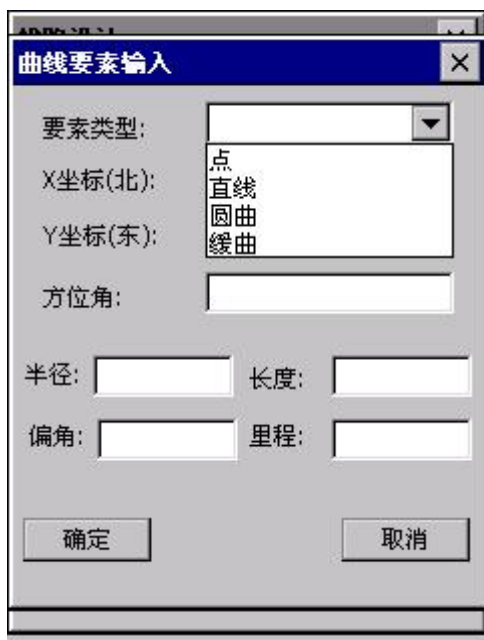 曲线要素输入
要素类型:
点
直线
圆曲
缓曲
X坐标(北):
Y坐标(东):
方位角:
半径:
长度:
偏角:
里程:
确定
取消